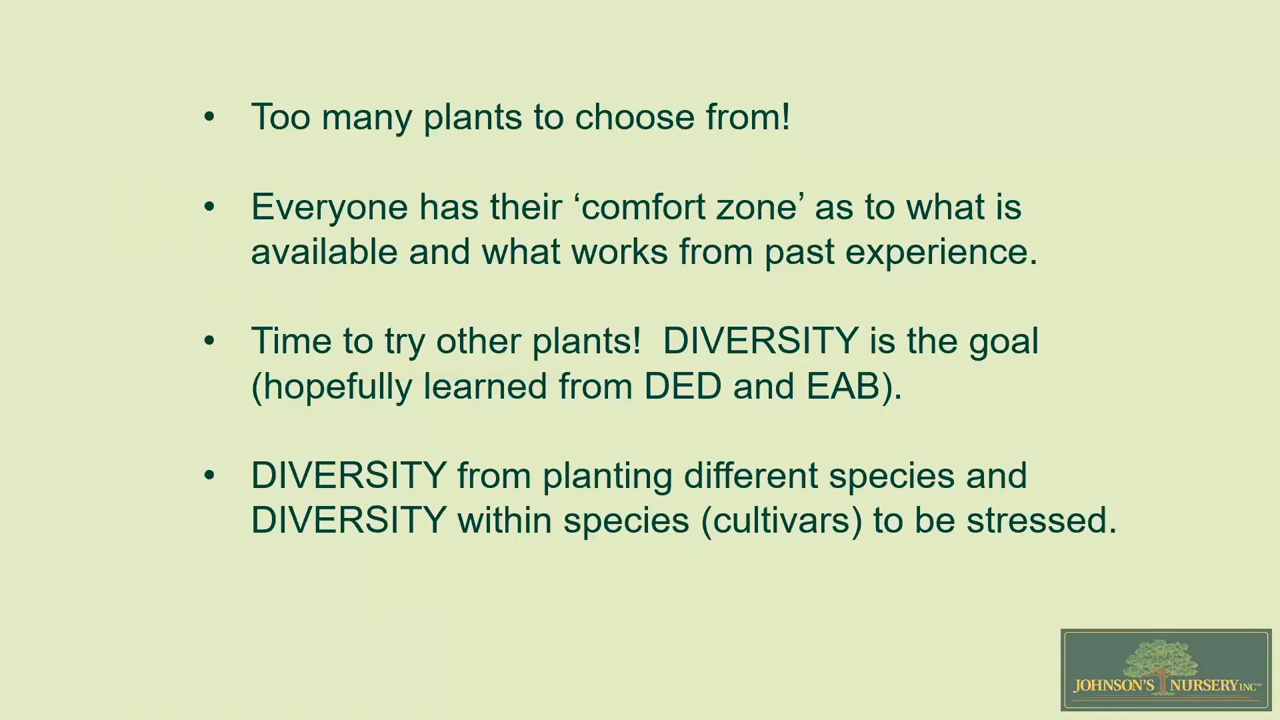 • Too many plants to choose from!
• Everyone has their ‘comfort zone’ as to what is
available and what works from past experience.
• Time to try other plants!  DIVERSITY is the goal
(hopefully learned from DED and EAB).
• DIVERSITY from planting different species and
DIVERSITY within species (cultivars) to be stressed.
JOHNSON'S NURSERY INC™